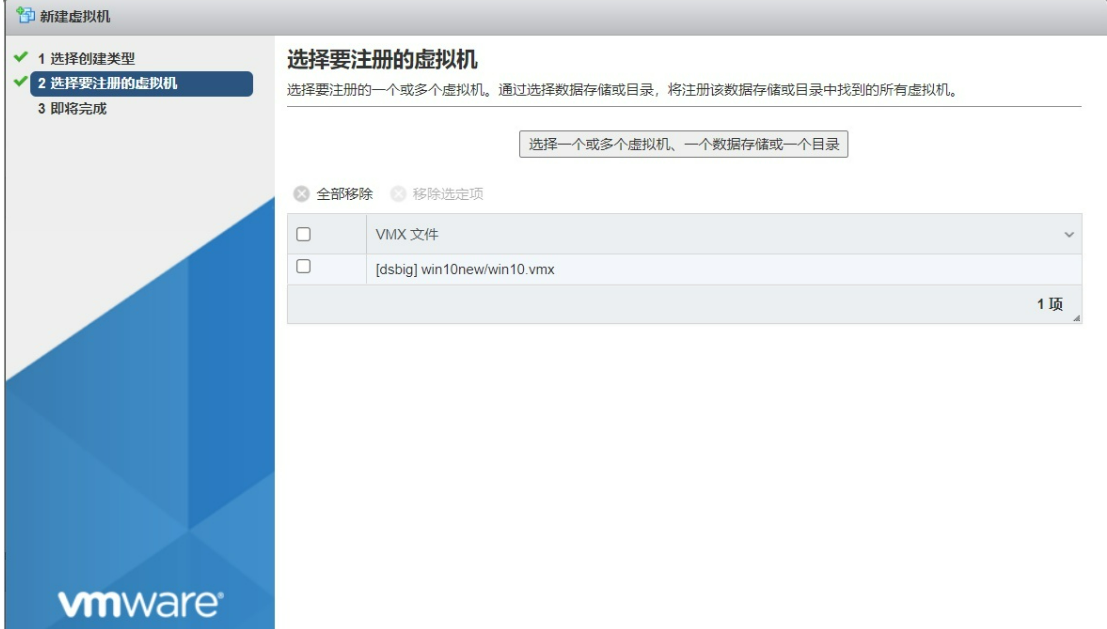 新建虚拟机
1 选择创建类型
2 选择要注册的虚拟机
3 即将完成
选择要注册的虚拟机
选择要注册的一个或多个虚拟机。通过选择数据存储或目录，将注册该数据存储或目录中找到的所有虚拟机。
选择一个或多个虚拟机、一个数据存储或一个目录
全部移除 移除选定项
VMX 文件
[dsbig] win10new/win10.vmx
1 项
vmware®